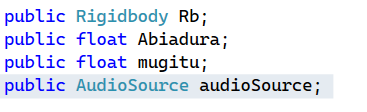 public Rigidbody Rb;
public float Abiadura;
public float mugitu;
public AudioSource audioSource;